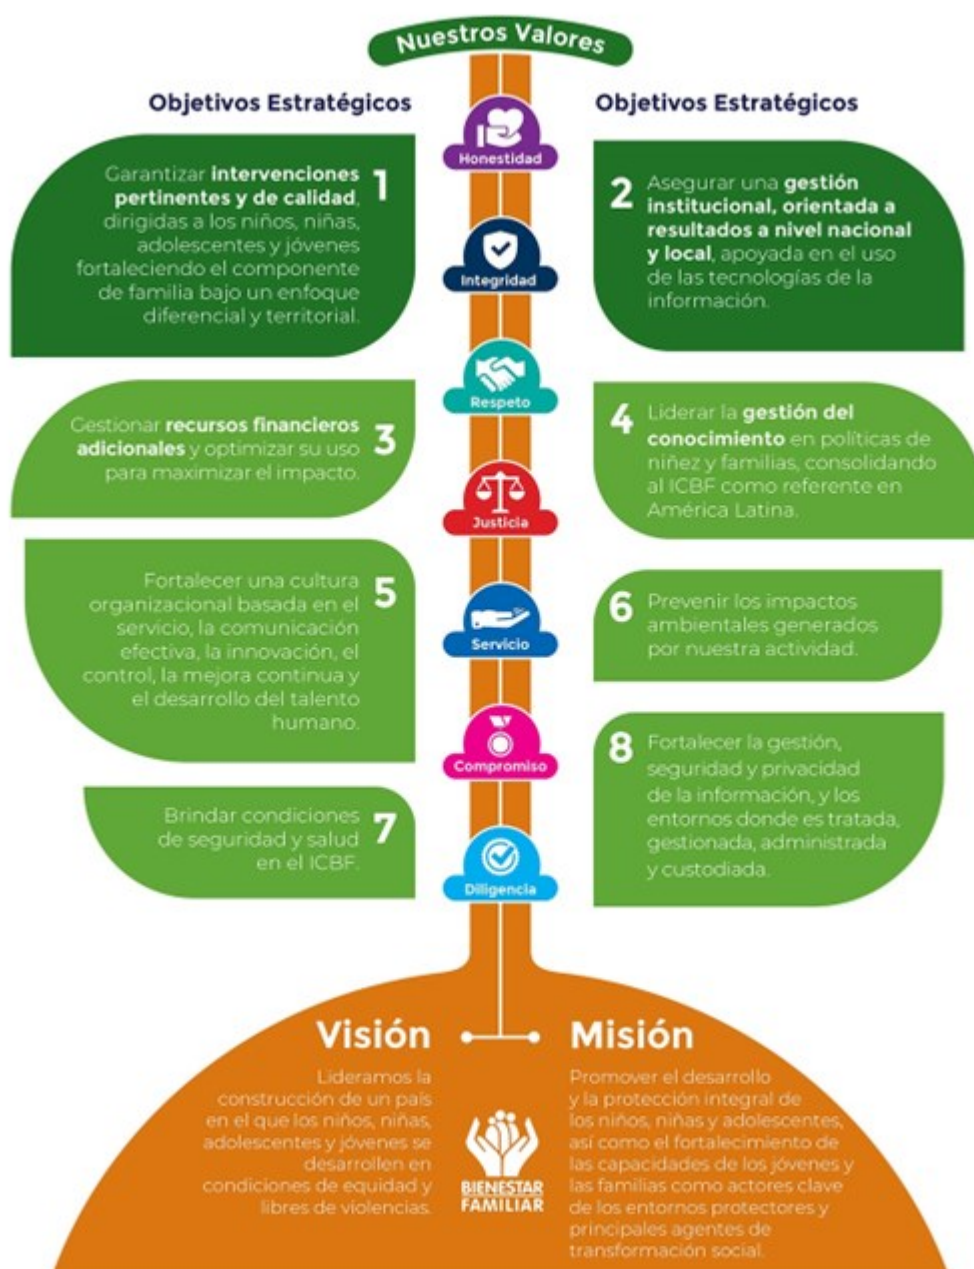 Nuestros Valores
Objetivos Estratégicos
Objetivos Estratégicos
Honestidad
Integridad
Respeto
Justicia
Servicio
Compromiso
Diligencia
1
Garantizar intervenciones
pertinentes y de calidad,
dirigidas a los niños, niñas,
adolescentes y jóvenes
fortaleciendo el componente
de familia bajo un enfoque
diferencial y territorial.
2
Asegurar una gestión
institucional, orientada a
resultados a nivel nacional
y local, apoyada en el uso
de las tecnologías de la
información.
3
Gestionar recursos financieros
adicionales y optimizar su uso
para maximizar el impacto.
4
Liderar la gestión del
conocimiento en políticas de
niñez y familias, consolidando
al ICBF como referente en
América Latina.
5
Fortalecer una cultura
organizacional basada en el
servicio, la comunicación
efectiva, la innovación, el
control, la mejora continua y
el desarrollo del talento
humano.
6
Prevenir los impactos
ambientales generados
por nuestra actividad.
7
Brindar condiciones
de seguridad y salud
en el ICBF.
8
Fortalecer la gestión,
seguridad y privacidad
de la información, y los
entornos donde es tratada,
gestionada, administrada
y custodiada.
Visión
Lideramos la
construcción de un país
en el que los niños, niñas,
adolescentes y jóvenes se
desarrollen en
condiciones de equidad y
libres de violencias.
BIENESTAR
FAMILIAR
Misión
Promover el desarrollo
y la protección integral de
los niños, niñas y adolescentes,
así como el fortalecimiento de
las capacidades de los jóvenes y
las familias como actores clave
de los entornos protectores y
principales agentes de
transformación social.